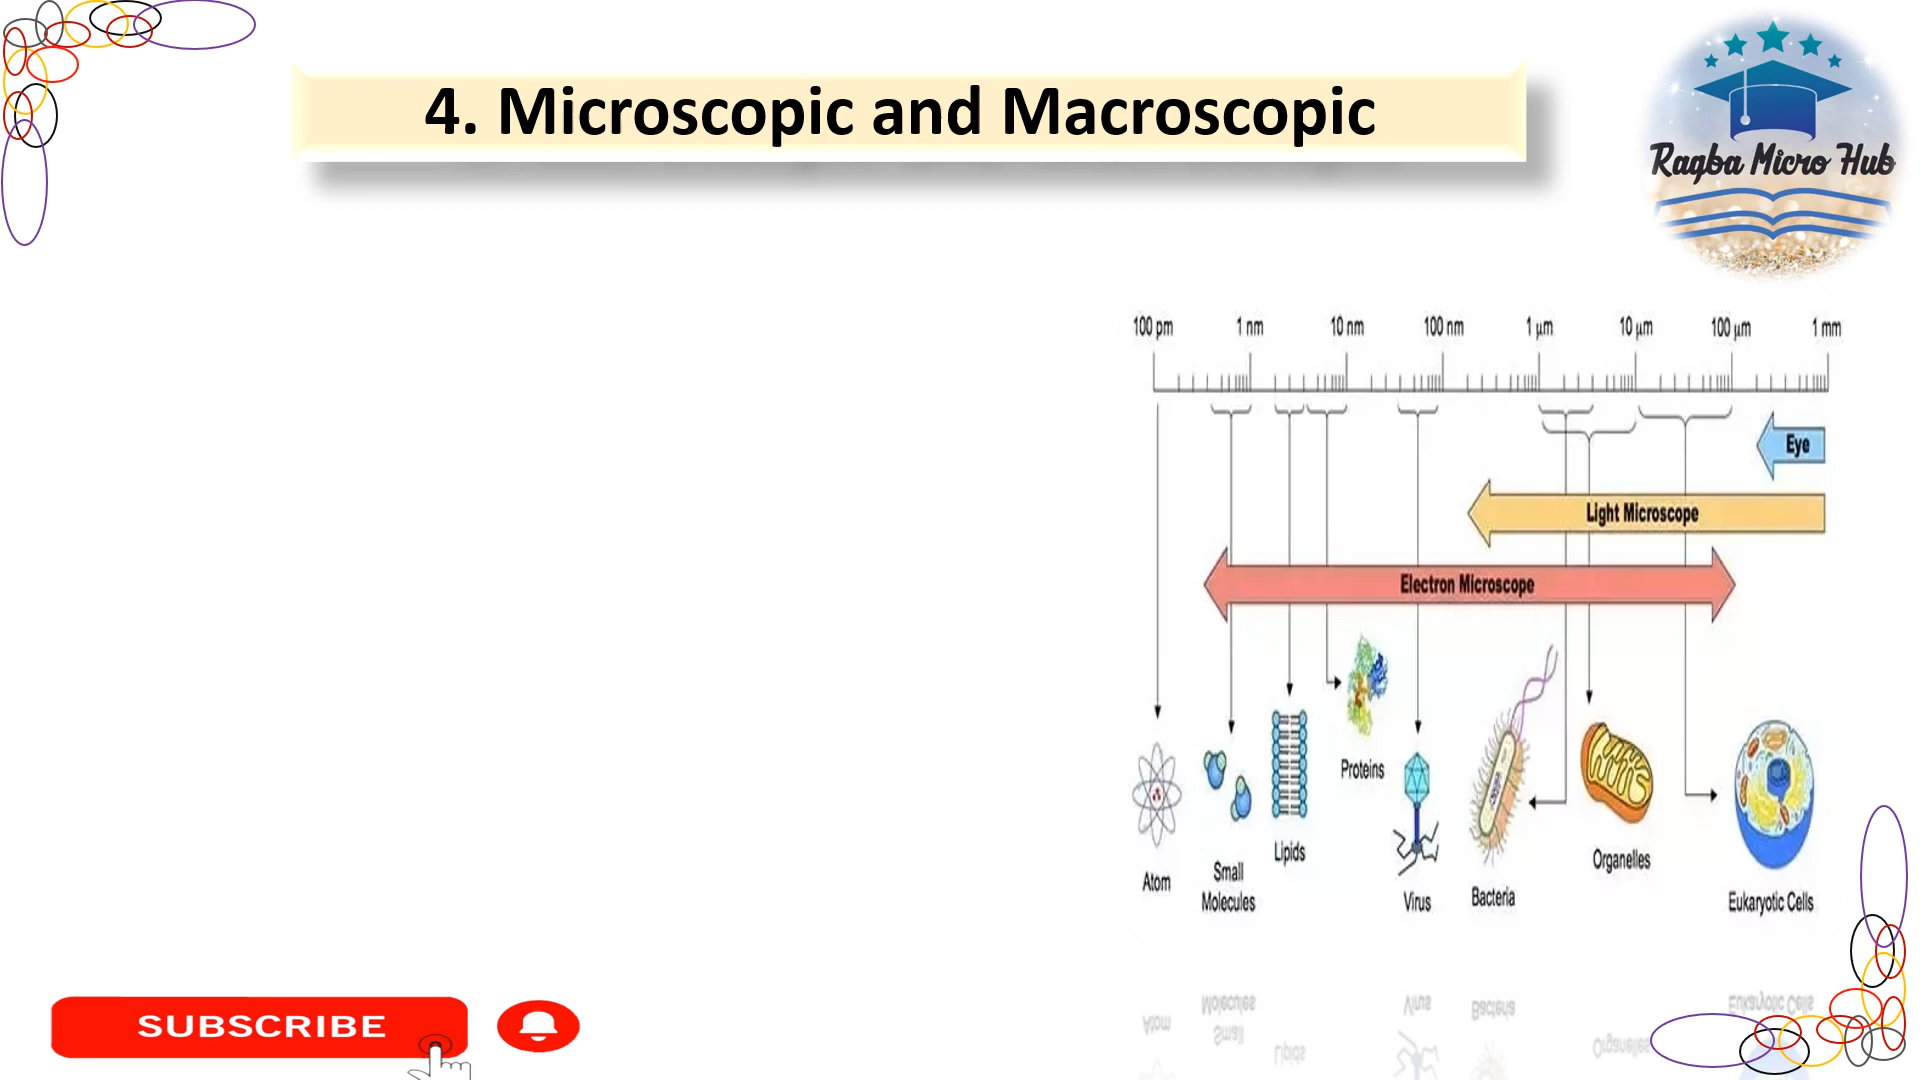 4. Microscopic and Macroscopic
Raqba Micro Hub
100 pm 1 nm 10 nm 100 nm 1 µm 10 µm 100 µm 1 mm
Eye
Light Microscope
Electron Microscope
Proteins
Lipids
Organelles
Atom
Small
Molecules
Virus
Bacteria
Eukaryotic Cells
SUBSCRIBE